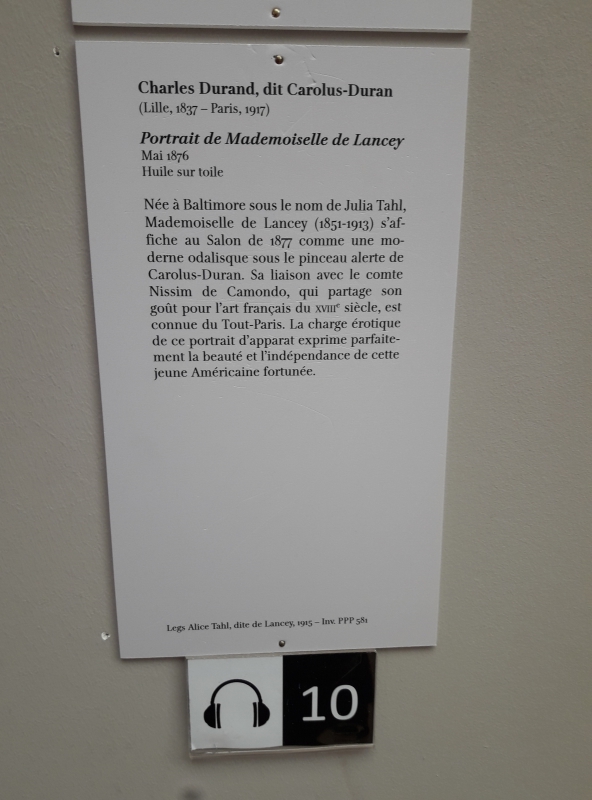 Charles Durand, dit Carolus-Duran
(Lille, 1837 – Paris, 1917)
Portrait de Mademoiselle de Lancey
Mai 1876
Huile sur toile
Née à Baltimore sous le nom de Julia Tahl,
Mademoiselle de Lancey (1851-1913) s'af-
fiche au Salon de 1877 comme une mo-
derne odalisque sous le pinceau alerte de
Carolus-Duran. Sa liaison avec le comte
Nissim de Camondo, qui partage son
goût pour l'art français du XVIIIe siècle, est
connue du Tout-Paris. La charge érotique
de ce portrait d'apparat exprime parfaite-
ment la beauté et l'indépendance de cette
jeune Américaine fortunée.
Legs Alice Tahl, dite de Lancey, 1915 – Inv. PPP 581
10